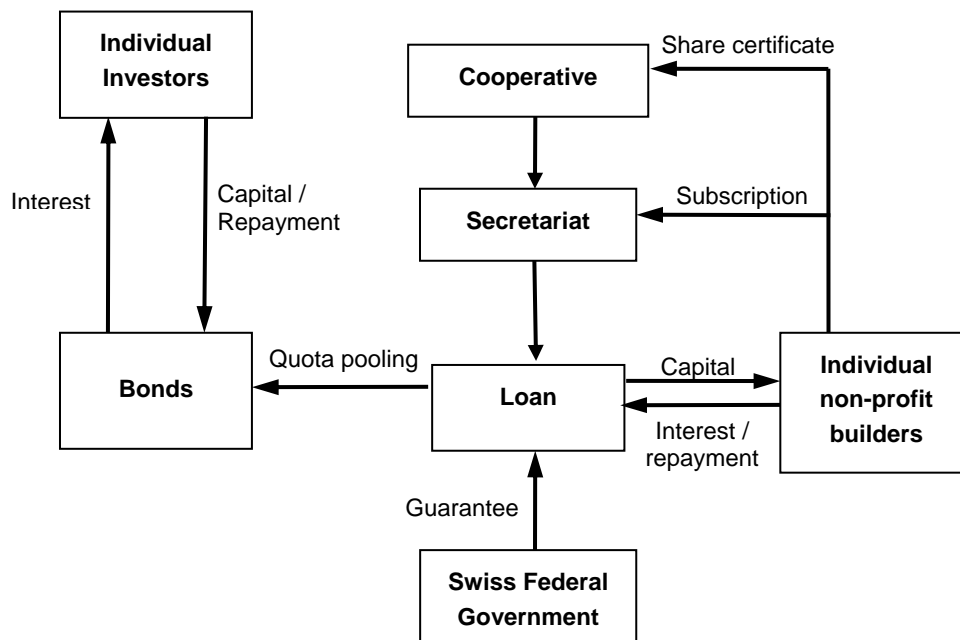 Individual
Investors
Cooperative
Share certificate
Interest
Capital /
Repayment
Secretariat
Subscription
Bonds
Quota pooling
Loan
Capital
Interest /
repayment
Individual
non-profit
builders
Guarantee
Swiss Federal
Government